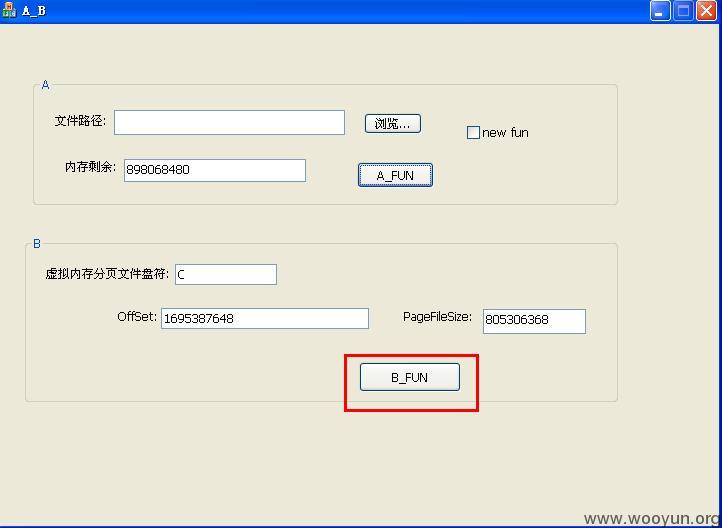 A_B
A
文件路径:
浏览...
new fun
内存剩余: 898068480
A_FUN
B
虚拟内存分页文件盘符: C
OffSet: 1695387648 PageFileSize: 805306368
B_FUN
www.wooyun.org